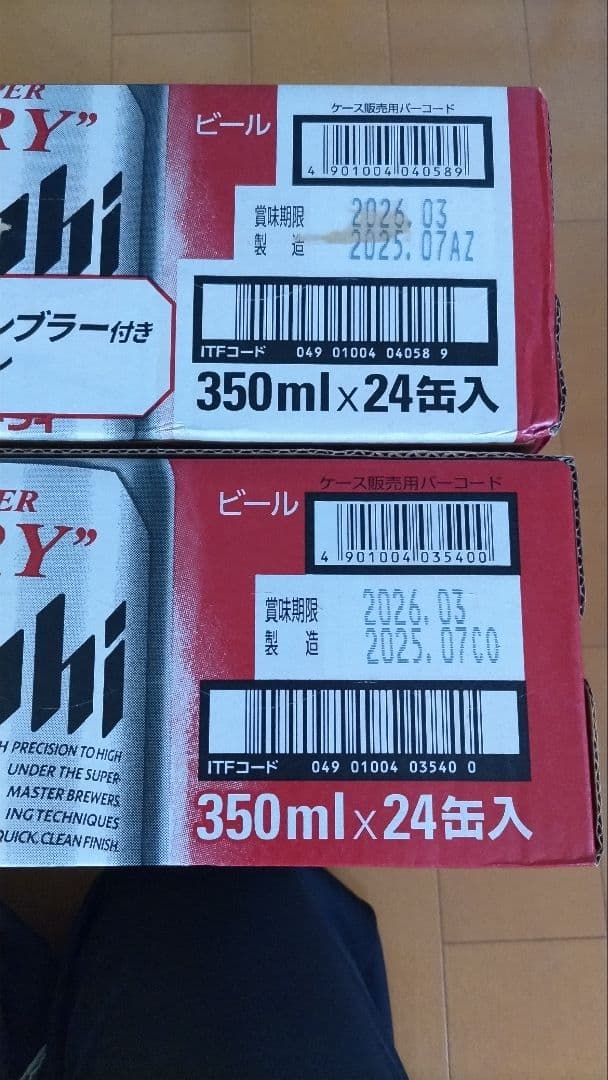 PER
RY”
hi
ンブラー付き
ビール
ケース販売用バーコード
4 901004 040589
賞味期限 2026.03
製造 2025.07AZ
ITFコード 049 01004 04058 9
350ml×24缶入
PER
RY”
hi
H PRECISION TO HIGH
UNDER THE SUPER-
MASTER BREWERS
ING TECHNIQUES
QUICK, CLEAN FINISH.
ビール
ケース販売用バーコード
4 901004 035400
賞味期限 2026.03
製造 2025.07CO
ITFコード 049 01004 03540 0
350ml×24缶入